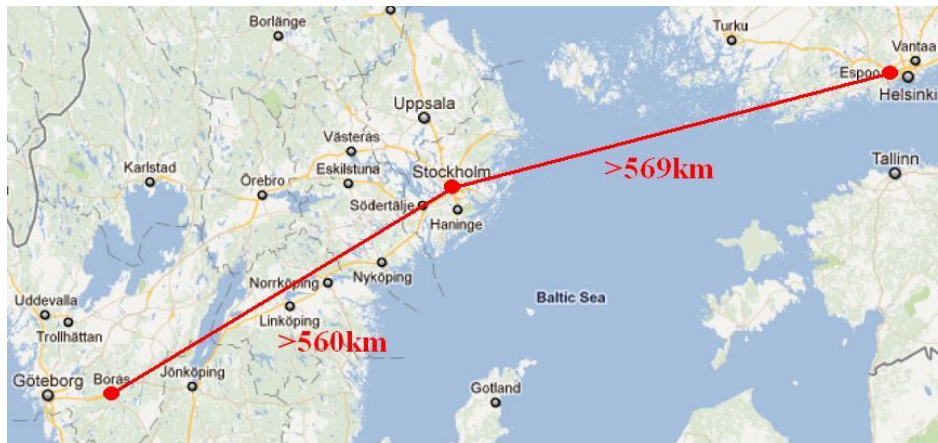 Borlänge
Turku
Vantaa
Espoo
Helsinki
Uppsala
Västerås
Karlstad
Örebro
Eskilstuna
Stockholm
>569km
Tallinn
Södertälje
Haninge
Nyköping
Norrköping
Uddevalla
Trollhättan
Linköping
Baltic Sea
>560km
Göteborg
Borås
Jönköping
Gotland